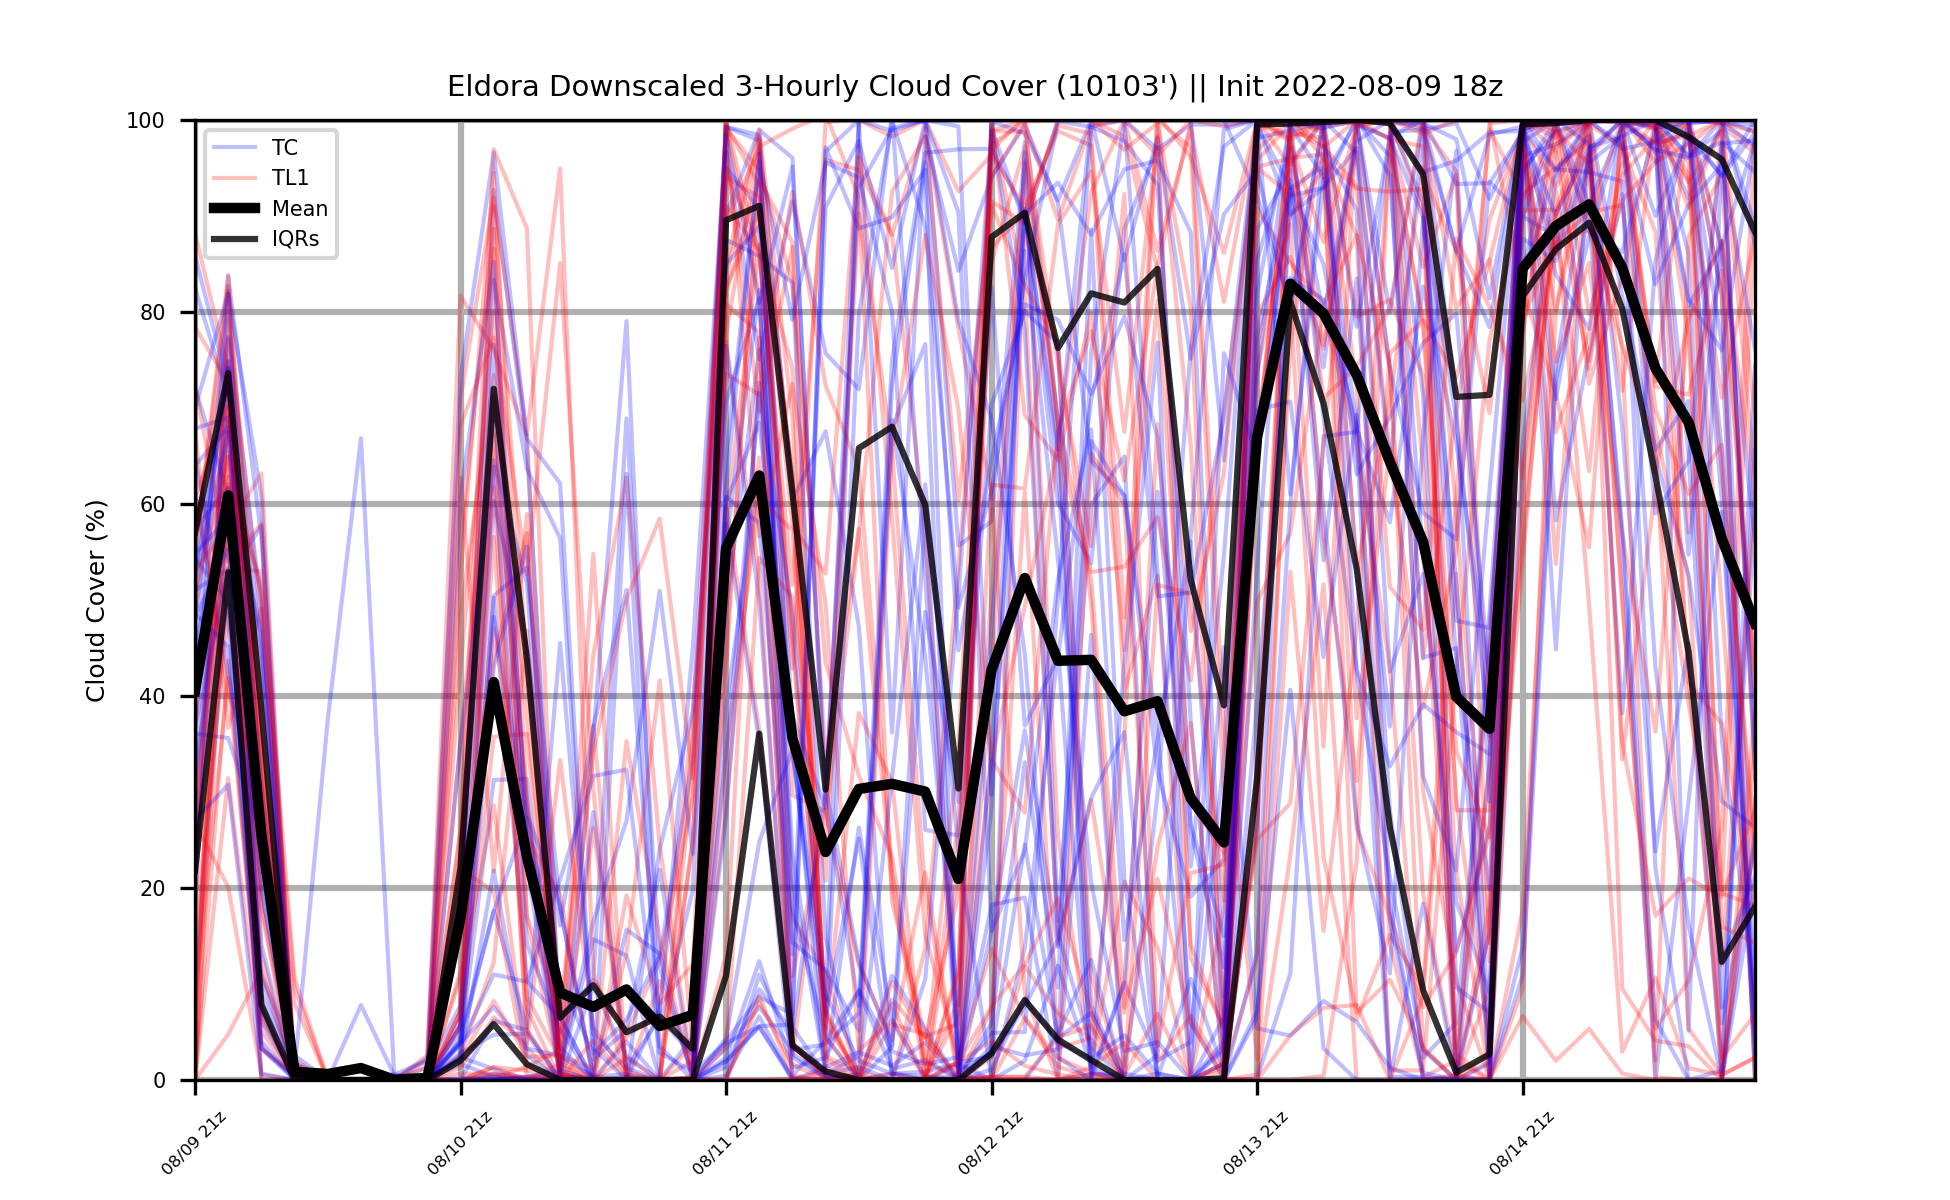 Eldora Downscaled 3-Hourly Cloud Cover (10103') || Init 2022-08-09 18z
Cloud Cover (%)
100
80
60
40
20
0
TC
TL1
Mean
IQRs
08/09 21z
08/10 21z
08/11 21z
08/12 21z
08/13 21z
08/14 21z